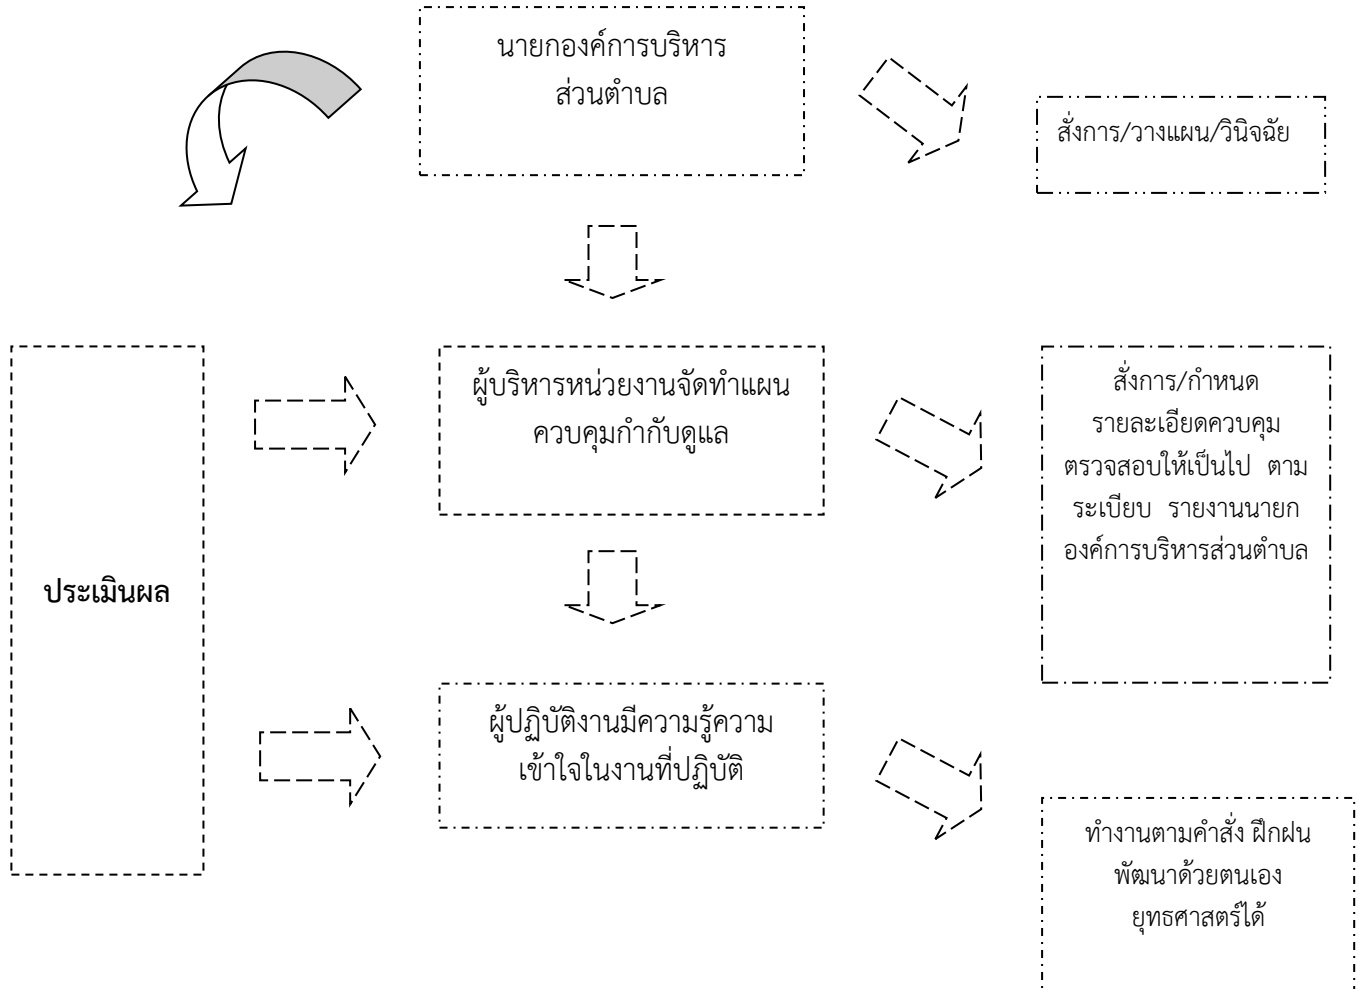 นายกองค์การบริหาร
ส่วนตำบล
สั่งการ/วางแผน/วินิจฉัย
ประเมินผล
ผู้บริหารหน่วยงานจัดทำแผน
ควบคุมกำกับดูแล
สั่งการ/กำหนด
รายละเอียดควบคุม
ตรวจสอบให้เป็นไป ตาม
ระเบียบ รายงานนายก
องค์การบริหารส่วนตำบล
ผู้ปฏิบัติงานมีความรู้ความ
เข้าใจในงานที่ปฏิบัติ
ทำงานตามคำสั่ง ฝึกฝน
พัฒนาด้วยตนเอง
ยุทธศาสตร์ได้